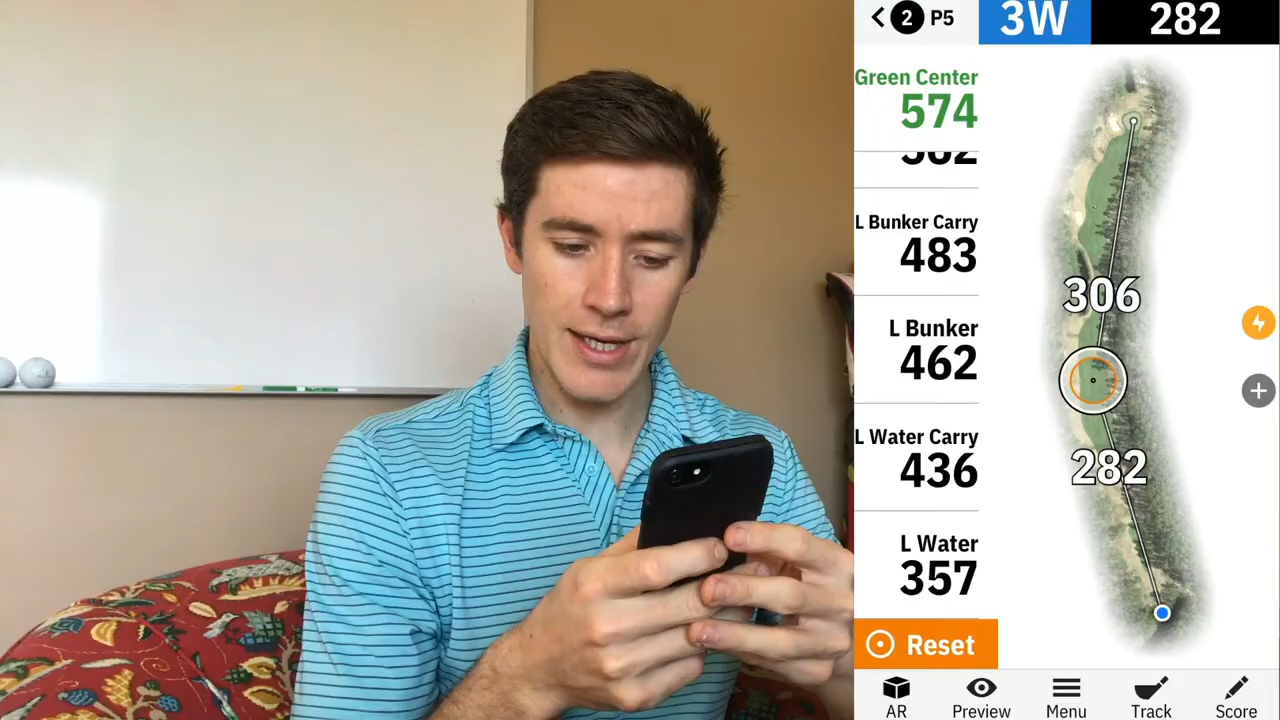 2 P5
3W
282
Green Center
574
L Bunker Carry
483
L Bunker
462
L Water Carry
436
L Water
357
306
282
Reset
AR
Preview
Menu
Track
Score